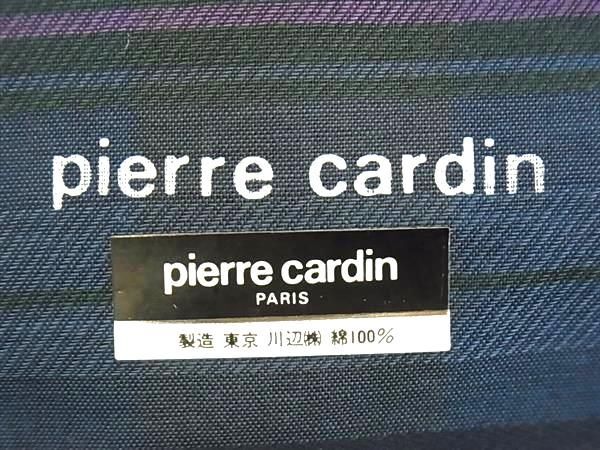 pierre cardin
pierre cardin
PARIS
製造 東京 川辺㈱ 綿100%